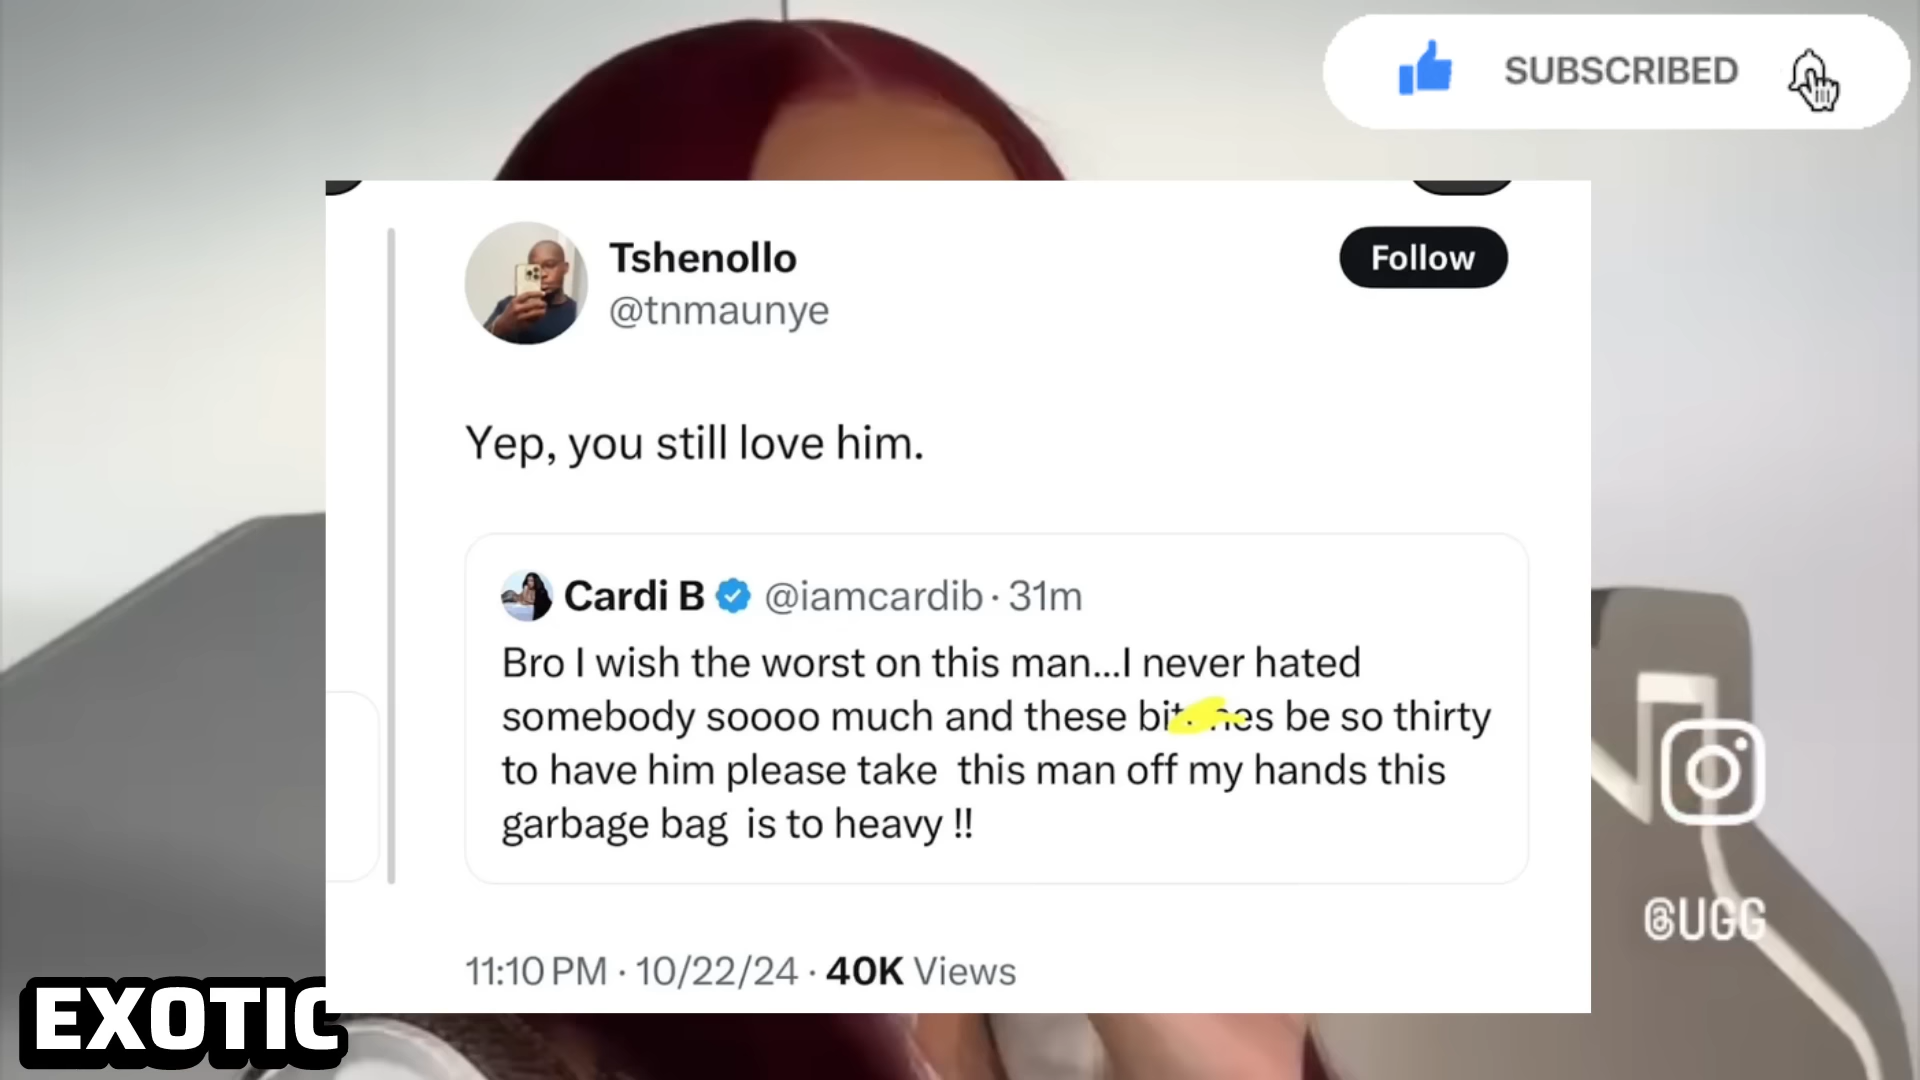 SUBSCRIBED
Tshenollo
@tnmaunye
Follow
Yep, you still love him.
Cardi B @iamcardib · 31m
Bro I wish the worst on this man...I never hated
somebody soooo much and these bit hes be so thirty
to have him please take this man off my hands this
garbage bag is to heavy !!
11:10 PM · 10/22/24 · 40K Views
@UGG
EXOTIC